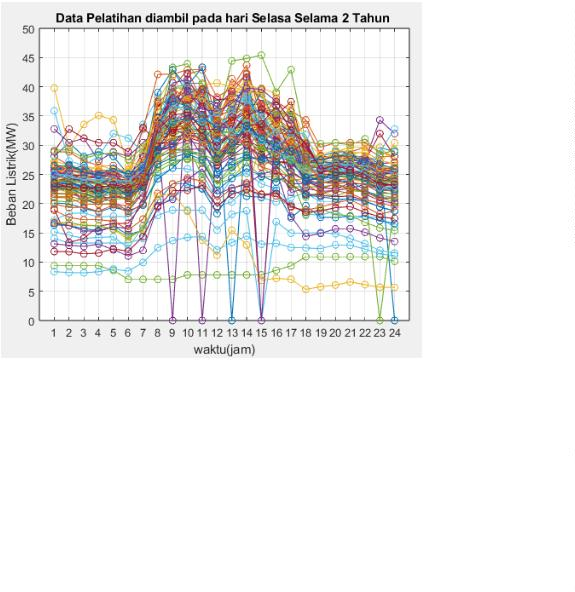 Data Pelatihan diambil pada hari Selasa Selama 2 Tahun
50
45
40
35
30
25
20
15
10
5
0
Beban Listrik(MW)
1 2 3 4 5 6 7 8 9 10 11 12 13 14 15 16 17 18 19 20 21 22 23 24
waktu(jam)